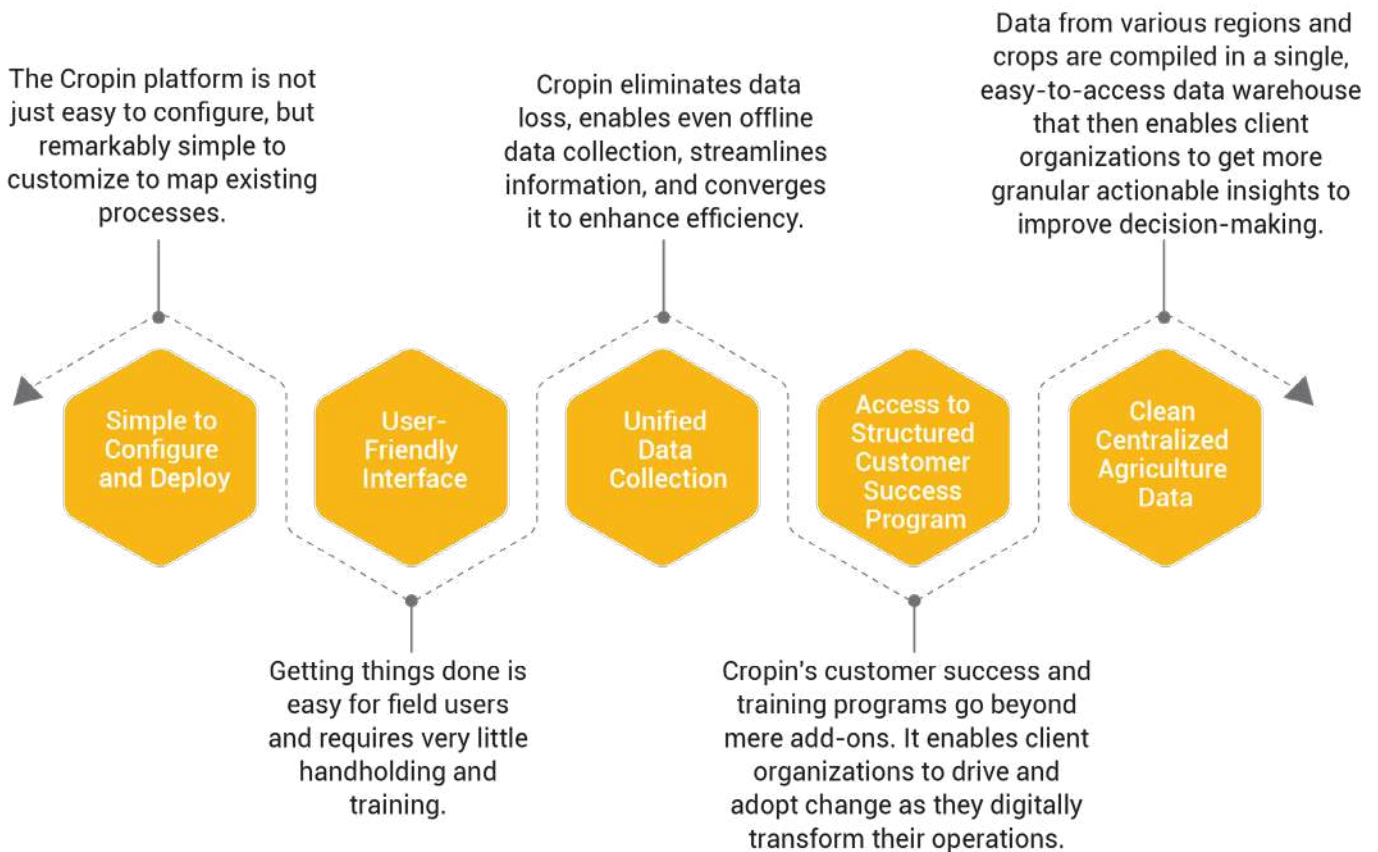 The Cropin platform is not
just easy to configure, but
remarkably simple to
customize to map existing
processes.
Cropin eliminates data
loss, enables even offline
data collection, streamlines
information, and converges
it to enhance efficiency.
Data from various regions and
crops are compiled in a single,
easy-to-access data warehouse
that then enables client
organizations to get more
granular actionable insights to
improve decision-making.
Simple to
Configure
and Deploy
User-
Friendly
Interface
Unified
Data
Collection
Access to
Structured
Customer
Success
Program
Clean
Centralized
Agriculture
Data
Getting things done is
easy for field users
and requires very little
handholding and
training.
Cropin's customer success and
training programs go beyond
mere add-ons. It enables client
organizations to drive and
adopt change as they digitally
transform their operations.